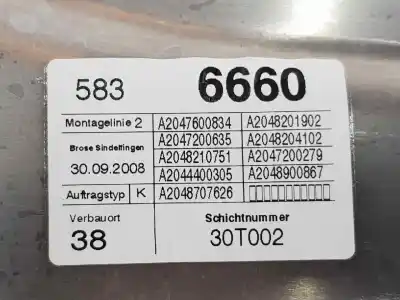 583 6660
Montagelinie 2 A2047600834 A2048201902
A2047200635 A2048204102
Brose Sindelfingen A2048210751 A2047200279
30.09.2008 A2044400305 A2048900867
Auftragstyp K A2048707626 ▯▯▯▯▯▯▯▯▯▯▯
Verbauort Schichtnummer
38 30T002